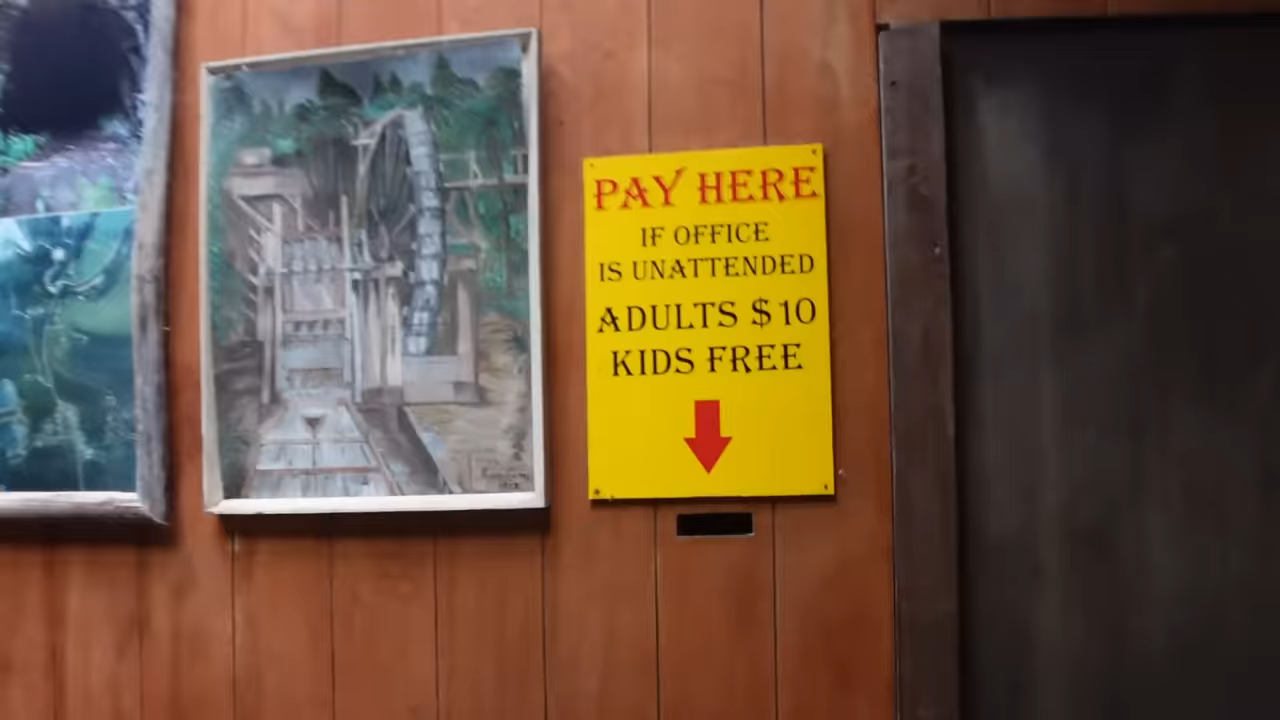 PAY HERE
IF OFFICE
IS UNATTENDED
ADULTS $10
KIDS FREE